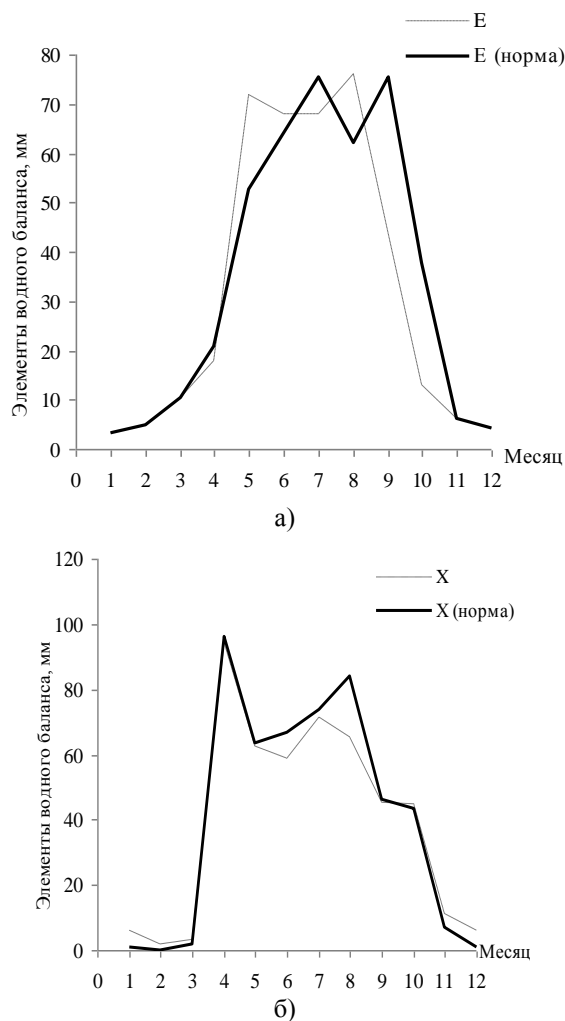 E
E (норма)
80
70
60
50
40
30
20
10
0
Элементы водного баланса, мм
0 1 2 3 4 5 6 7 8 9 10 11 12
Месяц
а)
120
100
80
60
40
20
0
Элементы водного баланса, мм
X
X (норма)
0 1 2 3 4 5 6 7 8 9 10 11 12
Месяц
б)